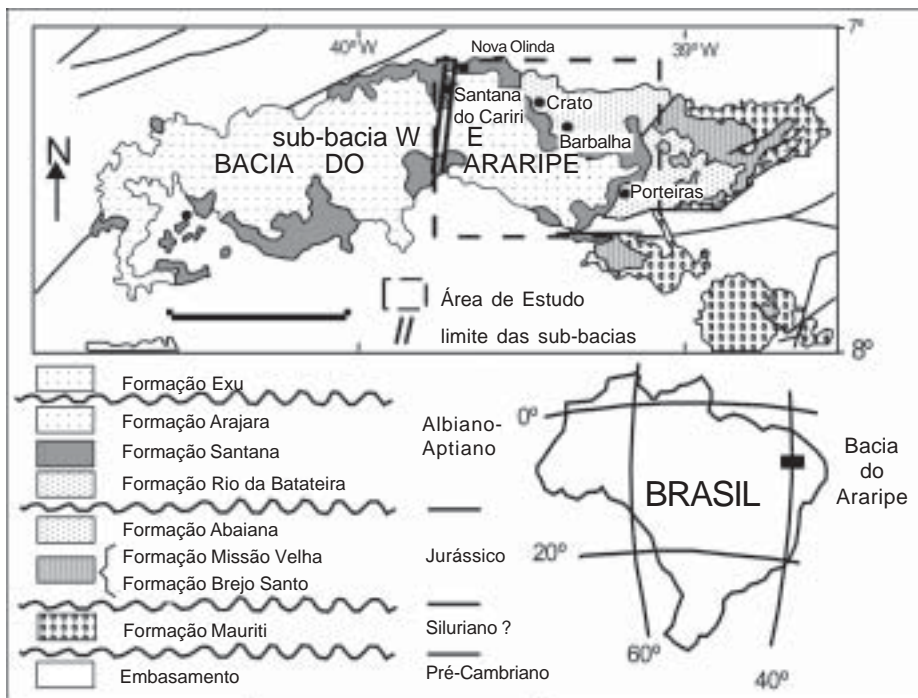 40º W
39º W
7º
Nova Olinda
Santana
do Cariri
Crato
sub-bacia W
E
Barbalha
BACIA DO
ARARIPE
N
Porteiras
Área de Estudo
limite das sub-bacias
8º
Formação Exu
Formação Arajara
Formação Santana
Formação Rio da Batateira
Albiano-
Aptiano
Formação Abaiana
Formação Missão Velha
Formação Brejo Santo
Jurássico
Formação Mauriti
Siluriano ?
Embasamento
Pré-Cambriano
0º
BRASIL
Bacia
do
Araripe
20º
60º
40º